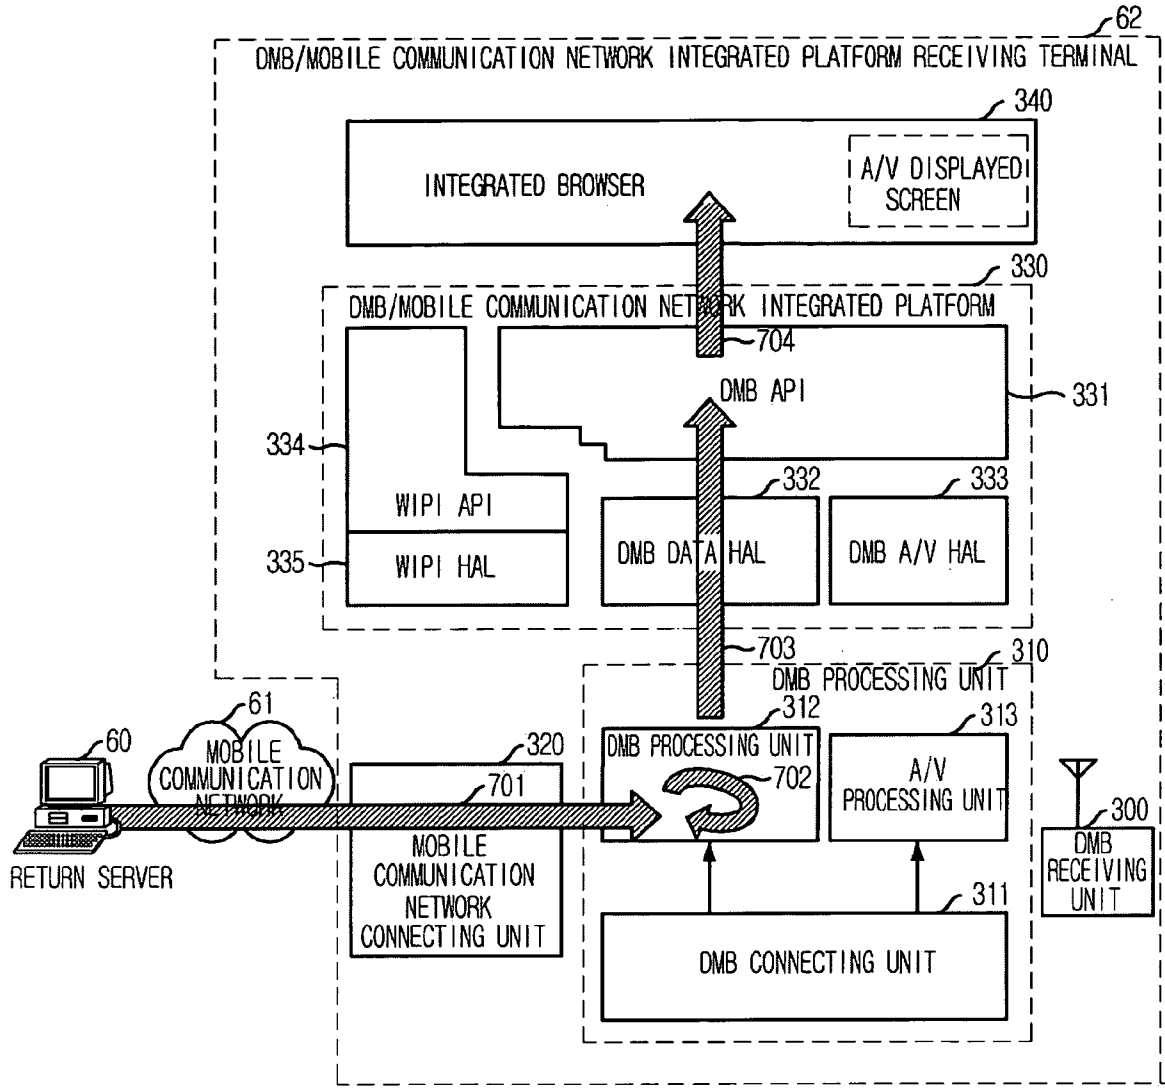 62
DMB/MOBILE COMMUNICATION NETWORK INTEGRATED PLATFORM RECEIVING TERMINAL
340
INTEGRATED BROWSER
A/V DISPLAYED
SCREEN
330
DMB/MOBILE COMMUNICATION NETWORK INTEGRATED PLATFORM
704
DMB API
331
334
332
333
WIPI API
335
WIPI HAL
DMB DATA HAL
DMB A/V HAL
703
310
DMB PROCESSING UNIT
61
60
MOBILE
COMMUNICATION
NETWORK
320
701
312
DMB PROCESSING UNIT
702
313
A/V
PROCESSING UNIT
300
DMB
RECEIVING
UNIT
RETURN SERVER
MOBILE
COMMUNICATION
NETWORK
CONNECTING UNIT
311
DMB CONNECTING UNIT